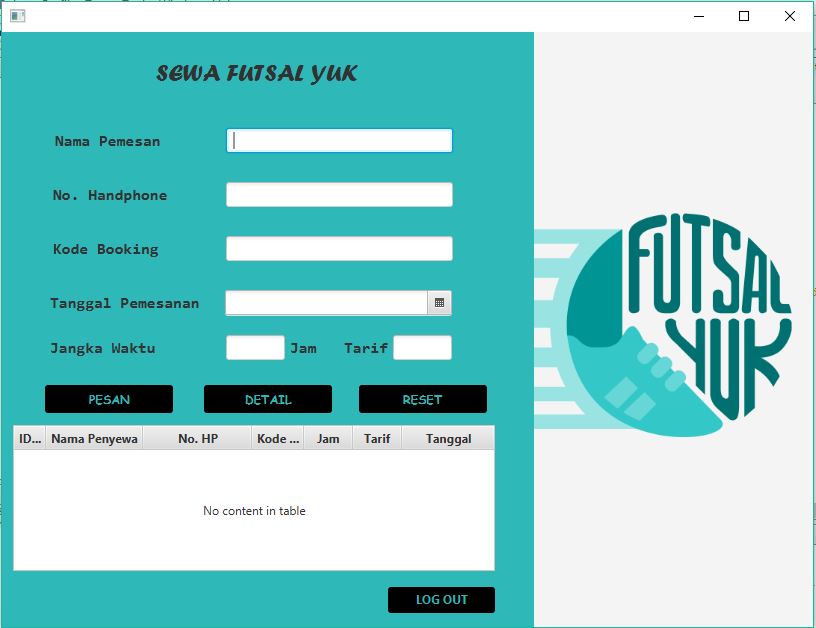 SEWA FUTSAL YUK
Nama Pemesan
No. Handphone
Kode Booking
Tanggal Pemesanan
Jangka Waktu Jam Tarif
PESAN DETAIL RESET
ID... Nama Penyewa No. HP Kode ... Jam Tarif Tanggal
No content in table
LOG OUT
FUTSAL
YUK